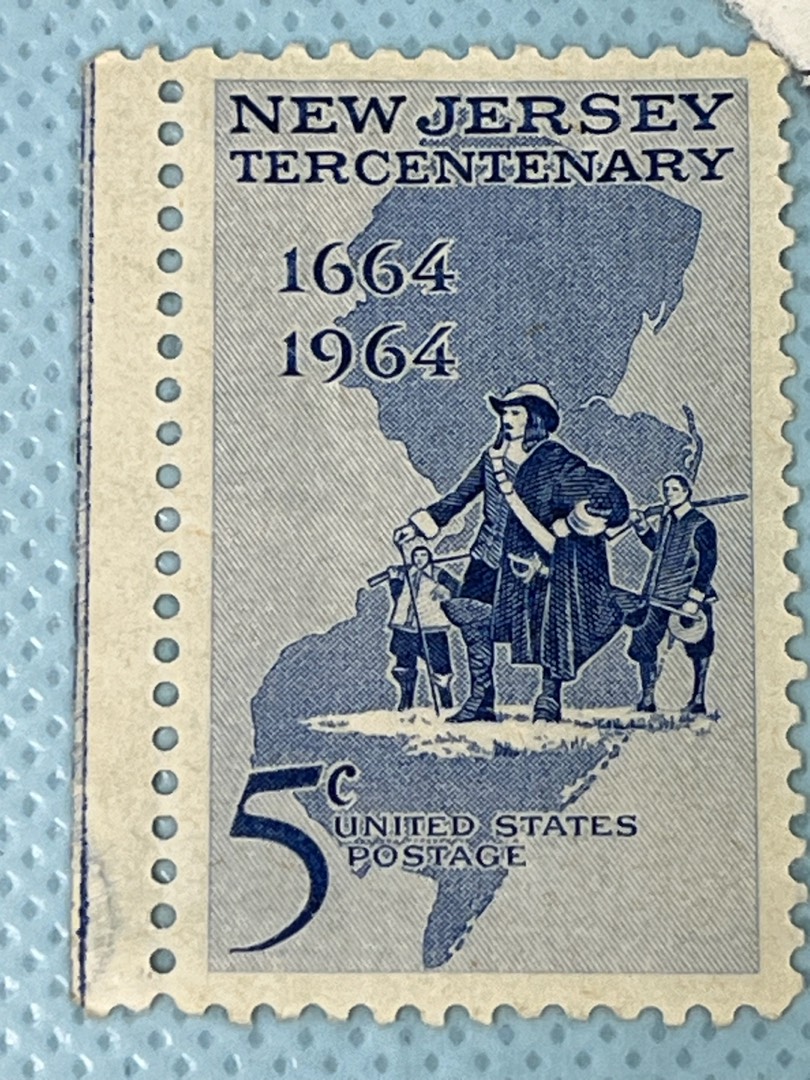 NEW JERSEY
TERCENTENARY
1664
1964
5c
UNITED STATES
POSTAGE